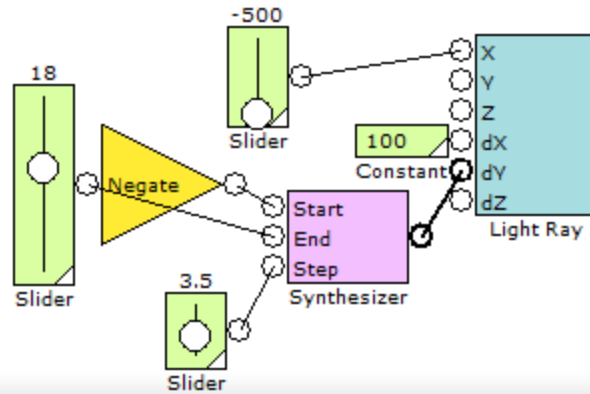 -500
Slider
18
Slider
Negate
3.5
Slider
Start
End
Step
Synthesizer
100
Constant
X
Y
Z
dX
dY
dZ
Light Ray